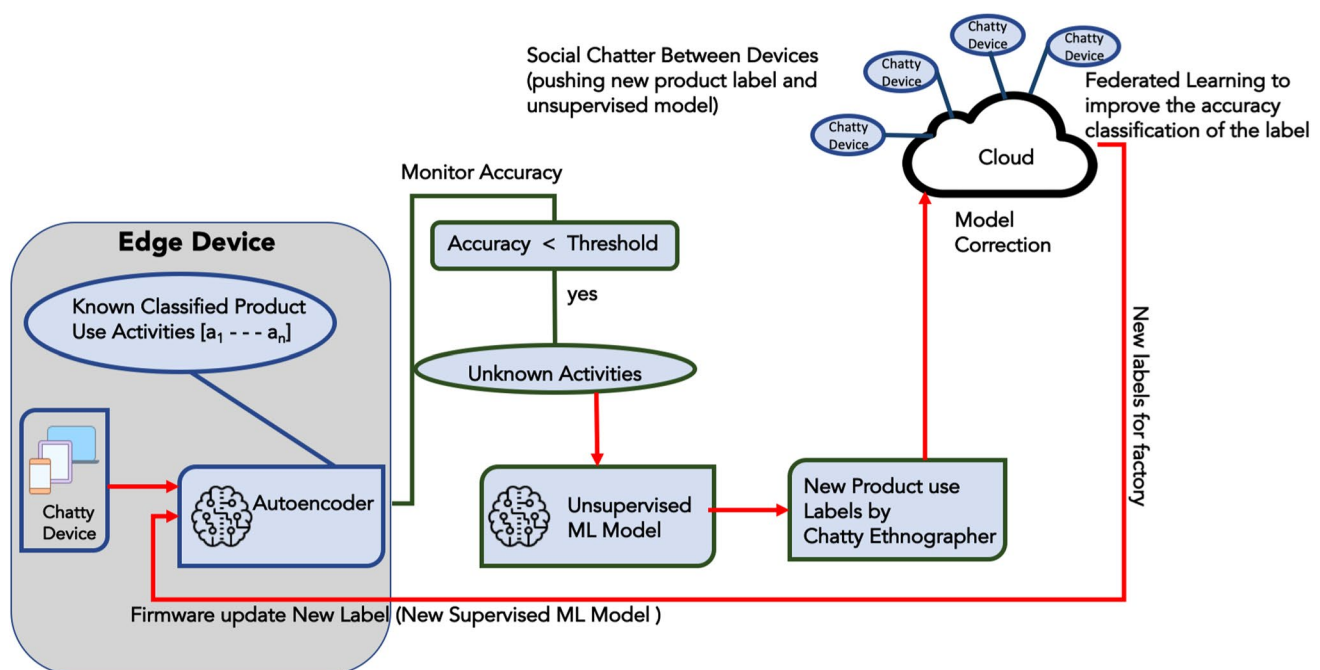 Social Chatter Between Devices
(pushing new product label and
unsupervised model)
Chatty
Device
Chatty
Device
Chatty
Device
Chatty
Device
Cloud
Federated Learning to
improve the accuracy
classification of the label
Monitor Accuracy
Accuracy < Threshold
yes
Unknown Activities
Model
Correction
Edge Device
Known Classified Product
Use Activities [a₁ - - - aₙ]
Chatty
Device
Autoencoder
Unsupervised
ML Model
New Product use
Labels by
Chatty Ethnographer
New labels for factory
Firmware update New Label (New Supervised ML Model )